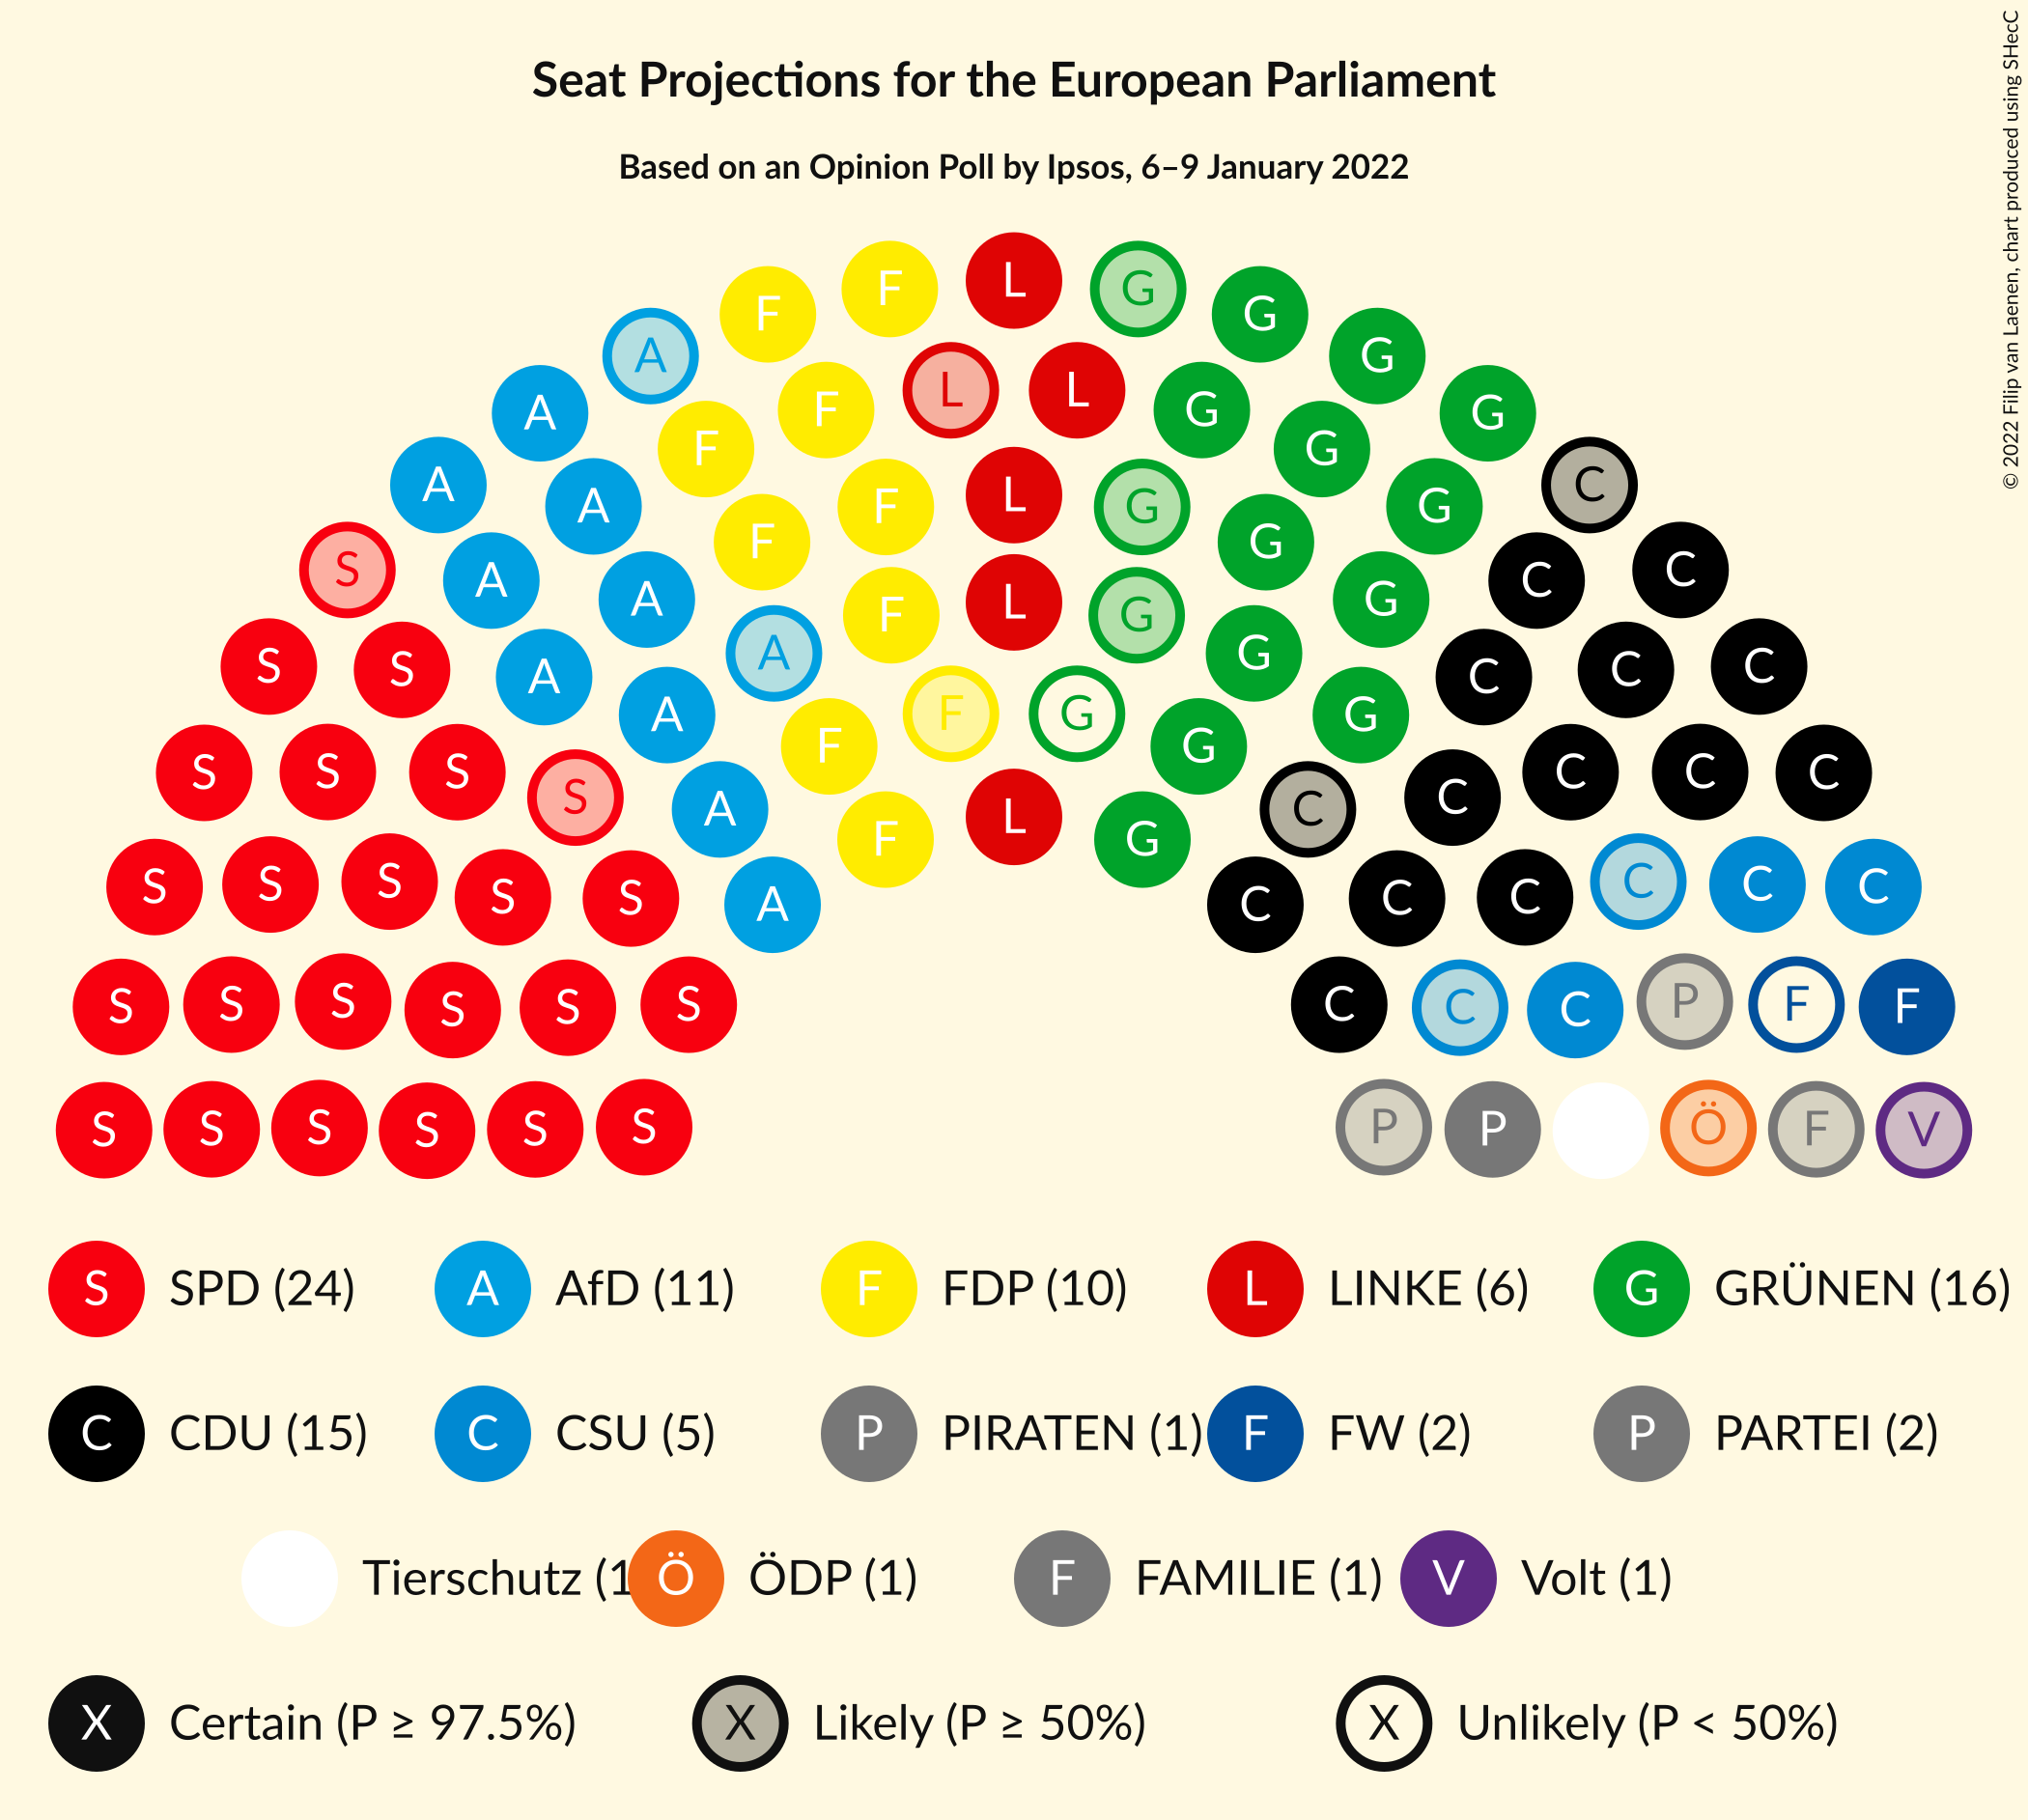 Seat Projections for the European Parliament
Based on an Opinion Poll by Ipsos, 6–9 January 2022
© 2022 Filip van Laenen, chart produced using SHecC
L
F G
F G
A G
F L L G
A F G G
A F L G C
A F G G
S A A F L G G C C
S S A A A F G G G C C C
S S S S A F F G G C C C C C
S S S S S A F L G C C C C C C C
S S S S S S C C C P F F
S S S S S S P P Ö F V
S SPD (24) A AfD (11) F FDP (10) L LINKE (6) G GRÜNEN (16)
C CDU (15) C CSU (5) P PIRATEN (1) F FW (2) P PARTEI (2)
Tierschutz (1 Ö ÖDP (1) F FAMILIE (1) V Volt (1)
X Certain (P ≥ 97.5%) X Likely (P ≥ 50%) X Unlikely (P < 50%)